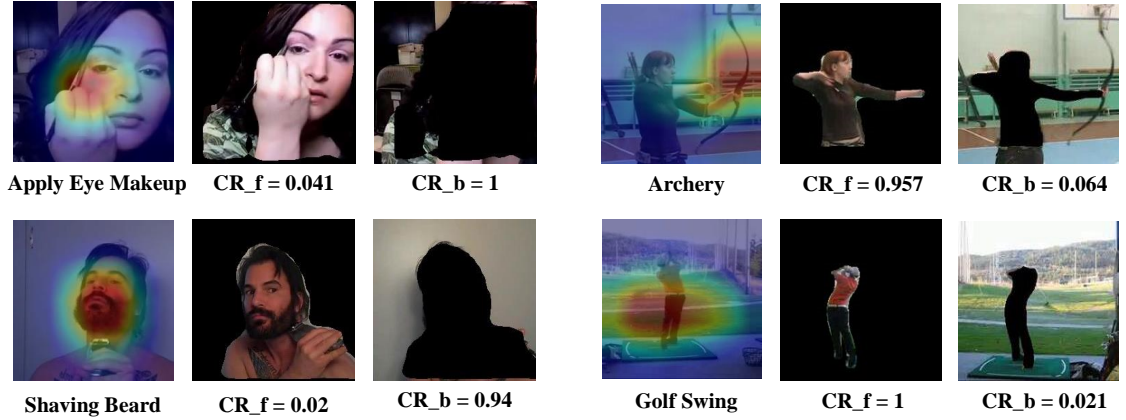 Apply Eye Makeup CR_f = 0.041 CR_b = 1 Archery CR_f = 0.957 CR_b = 0.064
Shaving Beard CR_f = 0.02 CR_b = 0.94 Golf Swing CR_f = 1 CR_b = 0.021